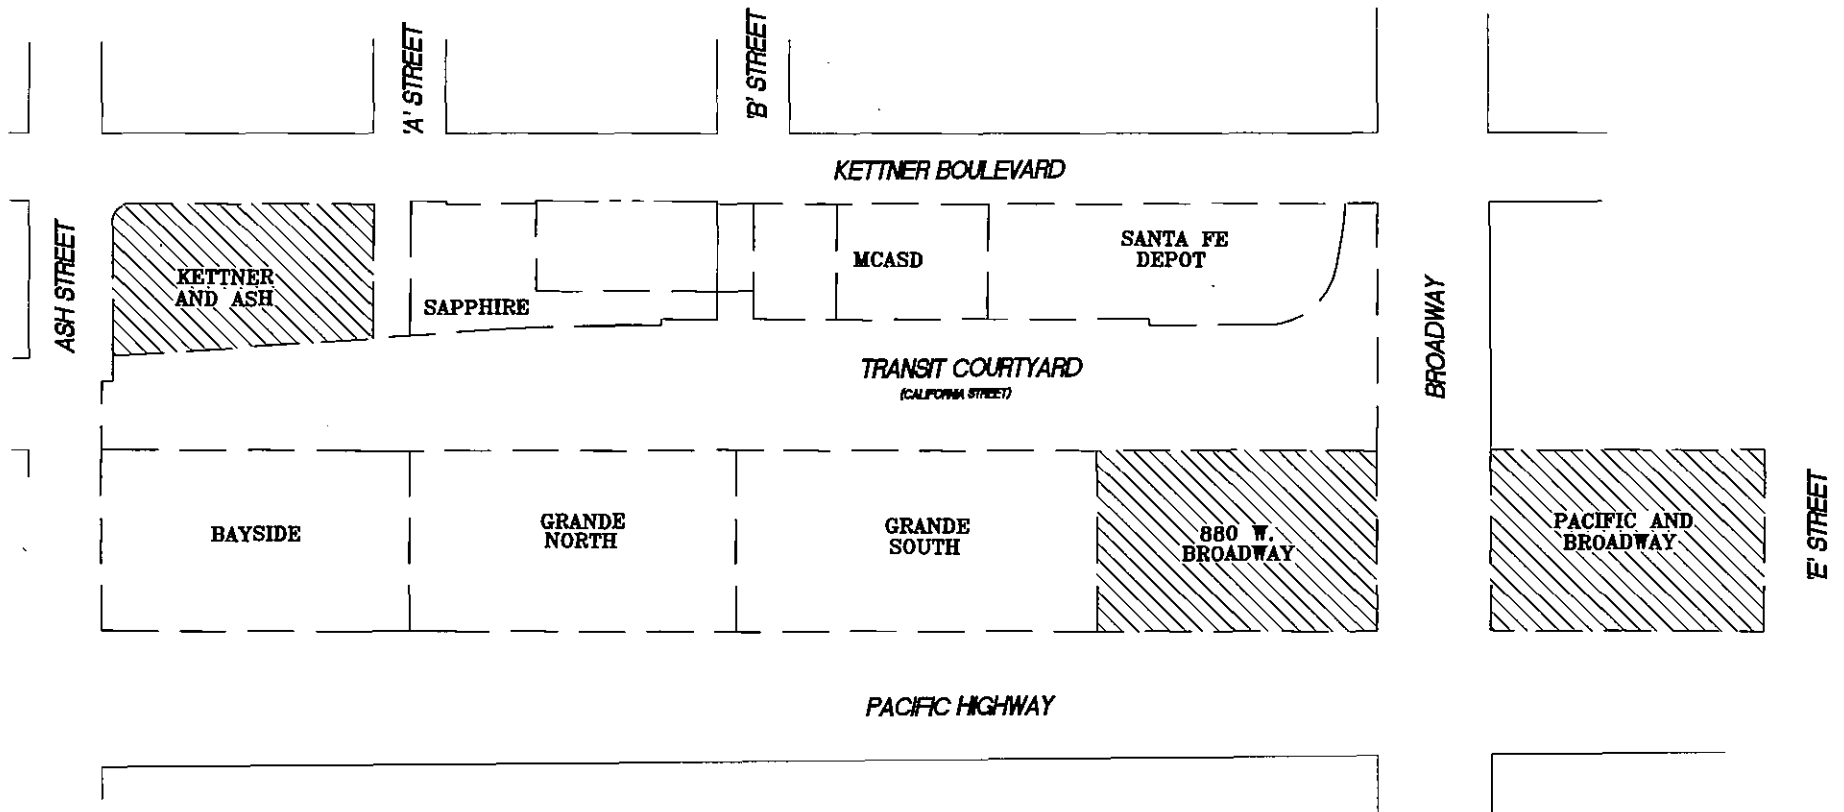 'A' STREET
'B' STREET
KETTNER BOULEVARD
ASH STREET
KETTNER
AND ASH
SAPPHIRE
MCASD
SANTA FE
DEPOT
BROADWAY
TRANSIT COURTYARD
(CALIFORNIA STREET)
BAYSIDE
GRANDE
NORTH
GRANDE
SOUTH
880 W.
BROADWAY
PACIFIC AND
BROADWAY
'E' STREET
PACIFIC HIGHWAY